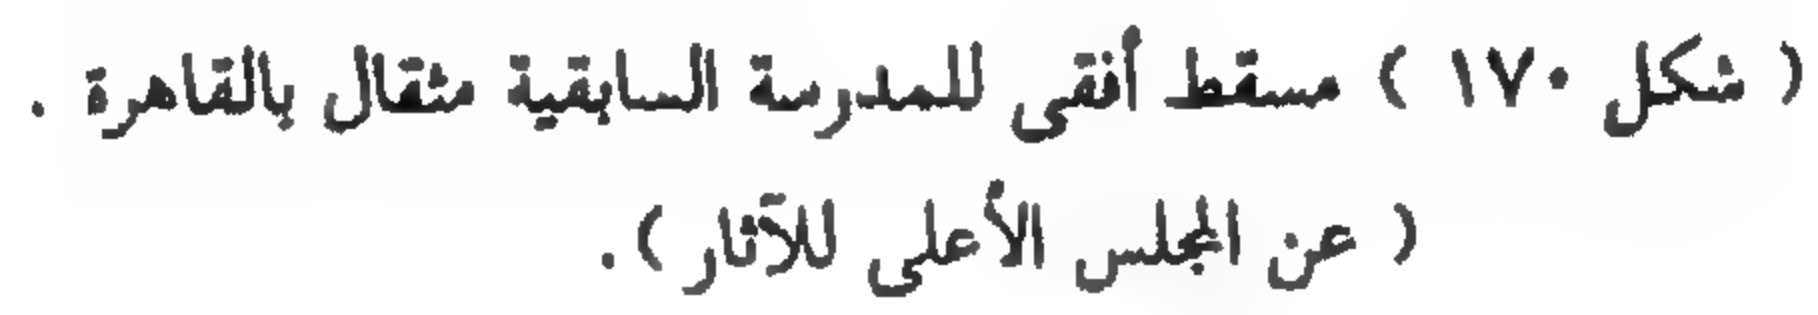 ( شكل ١٧٠ ) مسقط أفقى للمدرسة السابقية مثقال بالقاهرة .
( عن المجلس الأعلى للآثار ) .